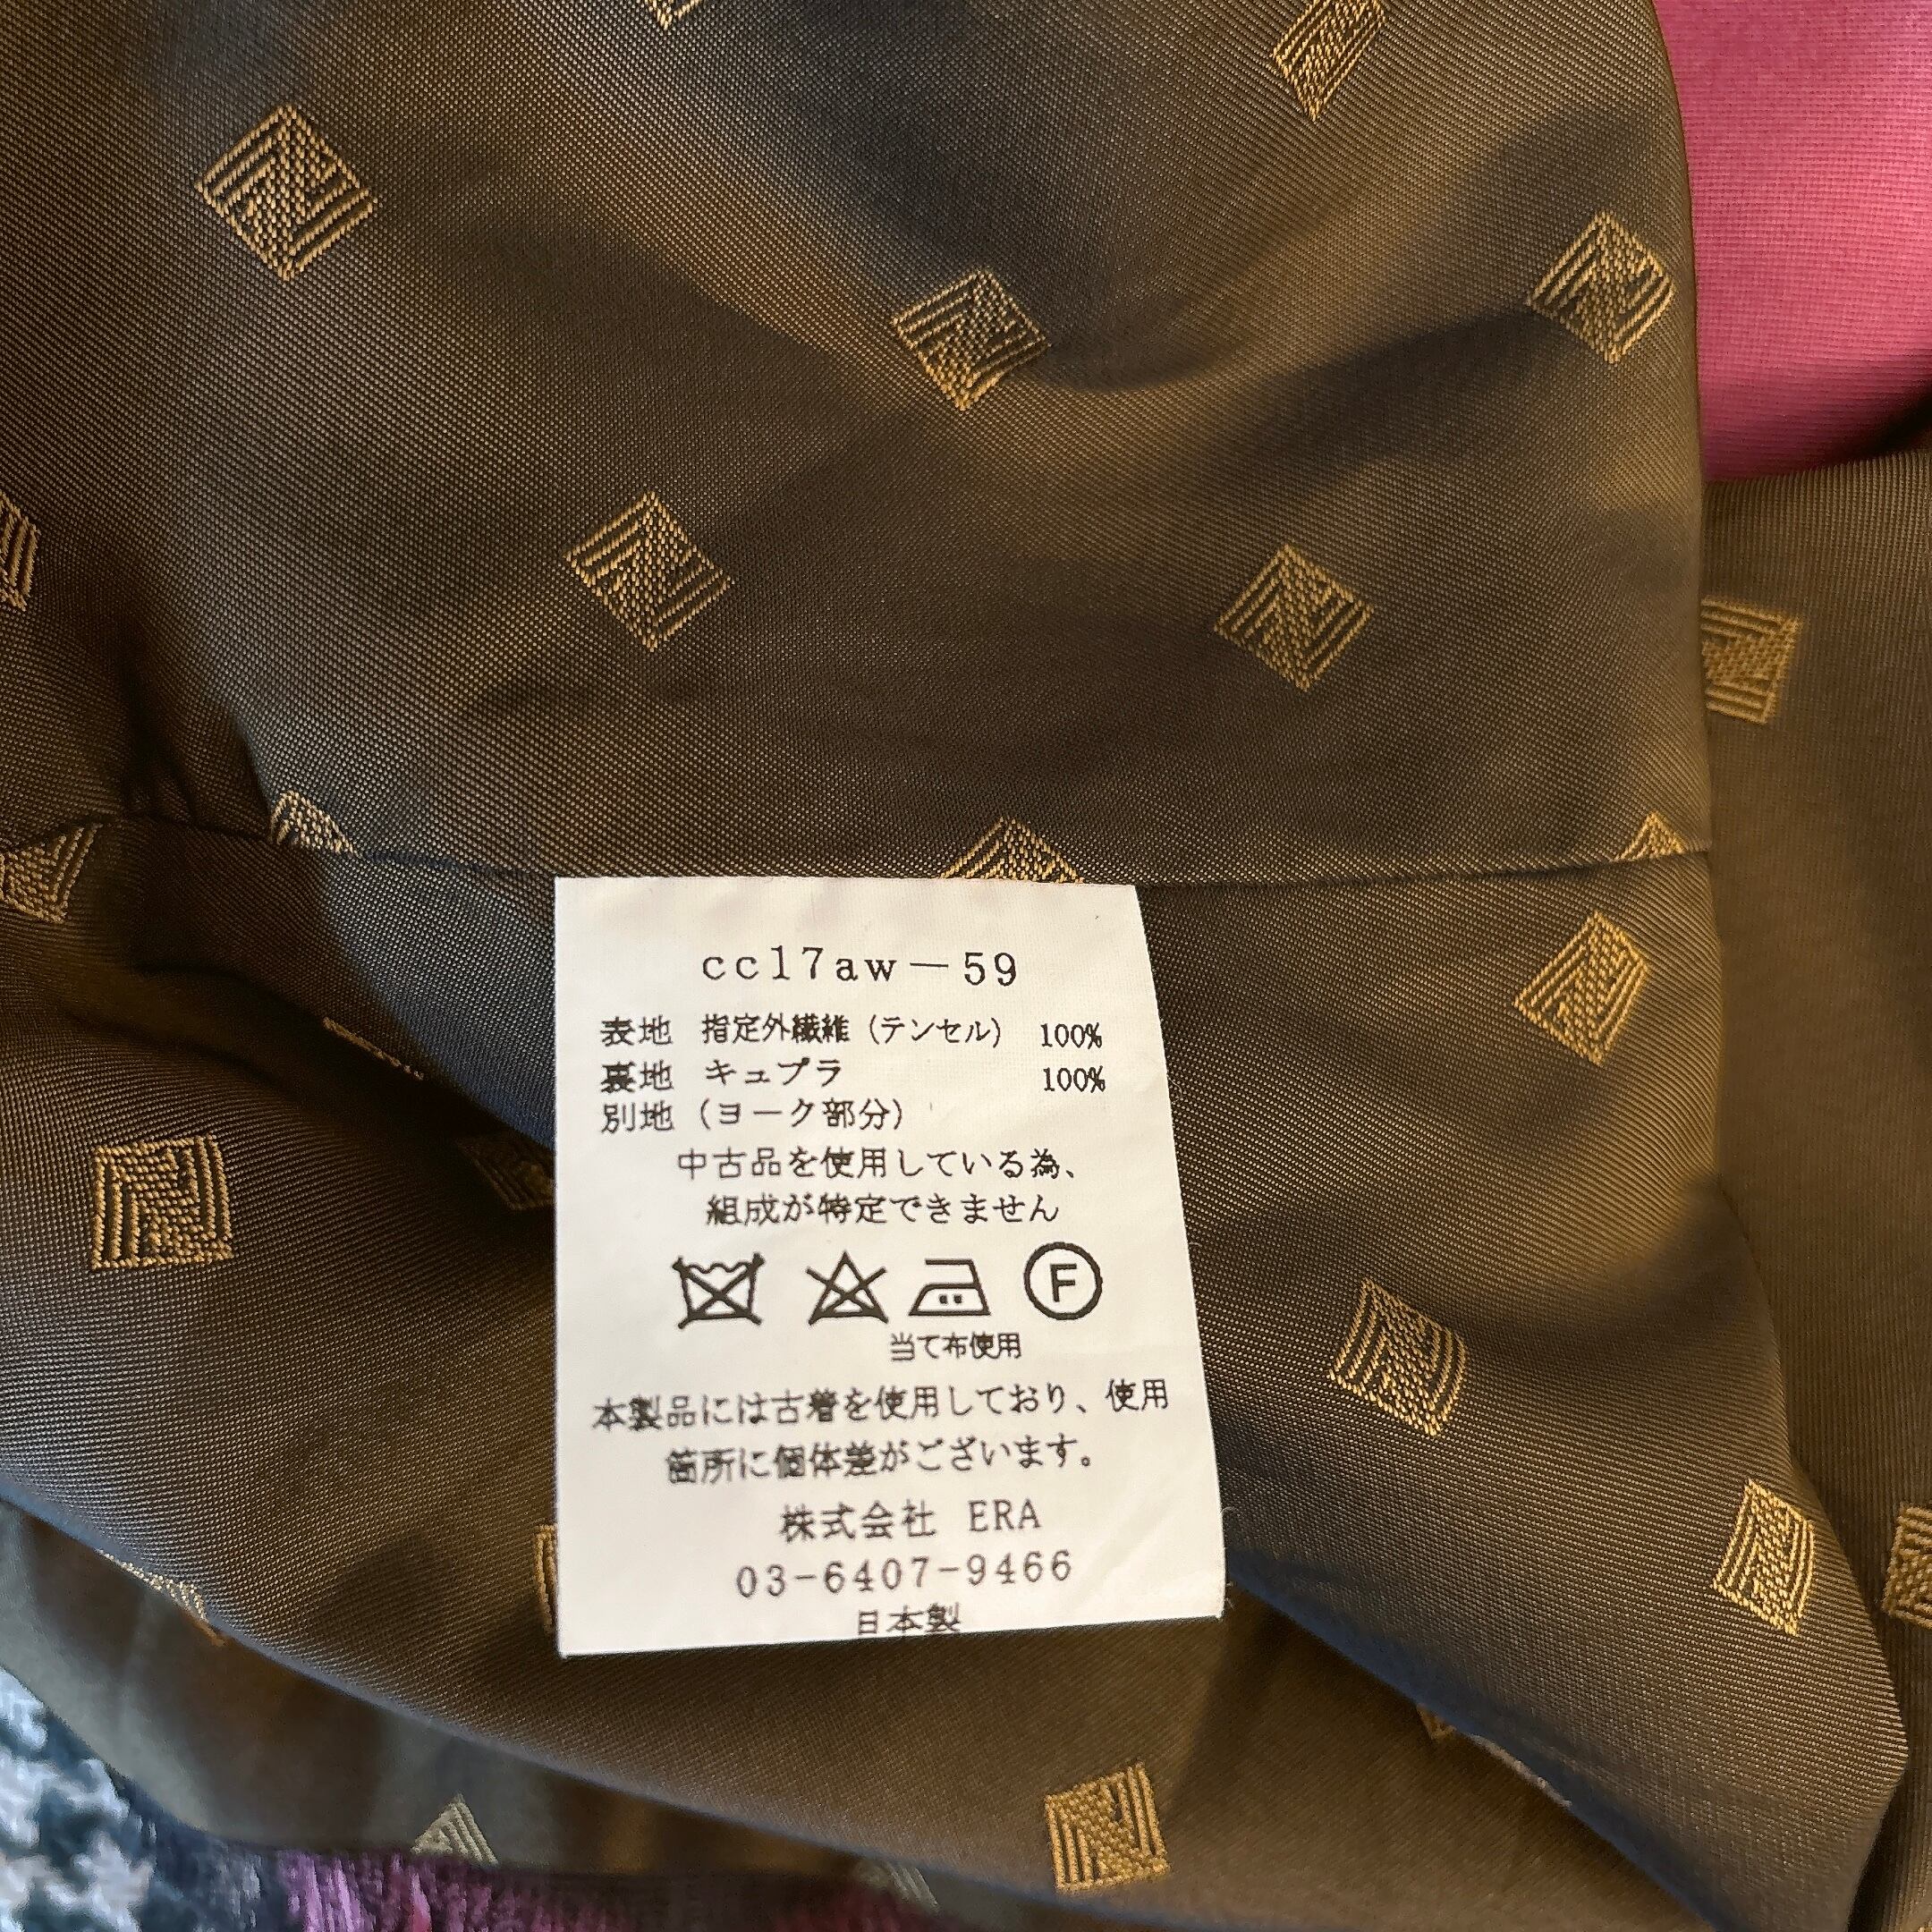 cc17aw－59
表地 指定外繊維（テンセル） 100%
裏地 キュプラ 100%
別地（ヨーク部分）
中古品を使用している為、
組成が特定できません
F
当て布使用
本製品には古着を使用しており、使用
箇所に個体差がございます。
株式会社 ERA
03-6407-9466
日本製